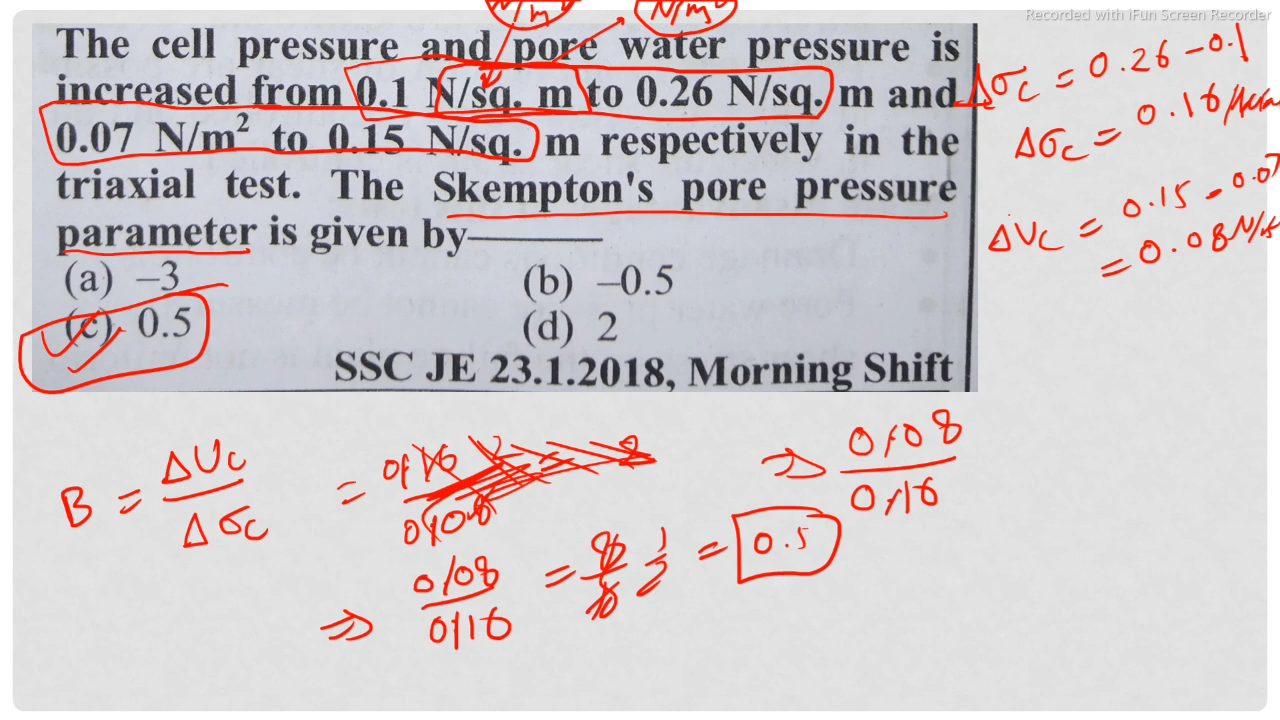 Recorded with iFun Screen Recorder
/m
N/m²
The cell pressure and pore water pressure is
increased from 0.1 N/sq. m to 0.26 N/sq. m and
0.07 N/m² to 0.15 N/sq. m respectively in the
triaxial test. The Skempton's pore pressure
parameter is given by———
(a) –3
(b) –0.5
(c) 0.5
(d) 2
SSC JE 23.1.2018, Morning Shift
Δσc = 0.26 - 0.1
Δσc = 0.16
ΔUc = 0.15 - 0.07
= 0.08 N/
B = ΔUc / Δσc =
⇒ 0.08 / 0.16
⇒ 0.08 / 0.16 = 8 / 16 = 1 / 2 = 0.5